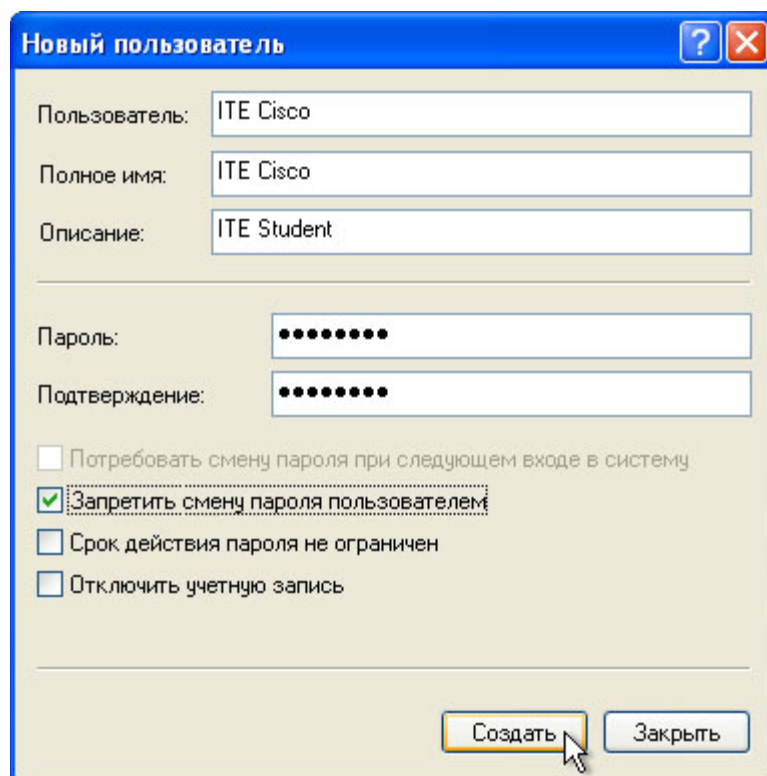 Новый пользователь
Пользователь: ITE Cisco
Полное имя: ITE Cisco
Описание: ITE Student
Пароль: ●●●●●●●●
Подтверждение: ●●●●●●●●
Потребовать смену пароля при следующем входе в систему
Запретить смену пароля пользователем
Срок действия пароля не ограничен
Отключить учетную запись
Создать Закрыть